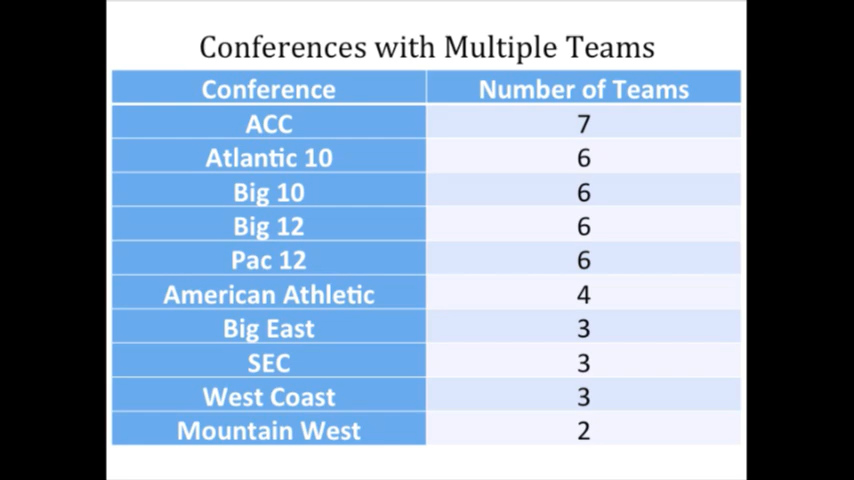 Conferences with Multiple Teams
Conference Number of Teams
ACC 7
Atlantic 10 6
Big 10 6
Big 12 6
Pac 12 6
American Athletic 4
Big East 3
SEC 3
West Coast 3
Mountain West 2